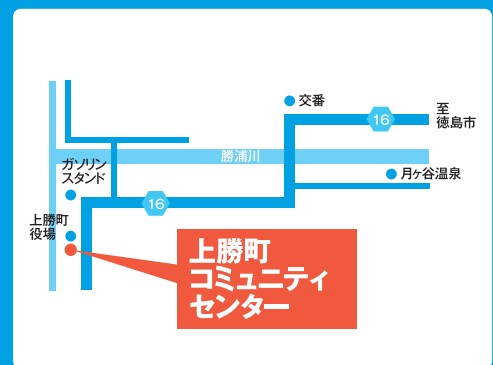 交番
16
至
徳島市
勝浦川
ガソリン
スタンド
月ヶ谷温泉
16
上勝町
役場
上勝町
コミュニティ
センター